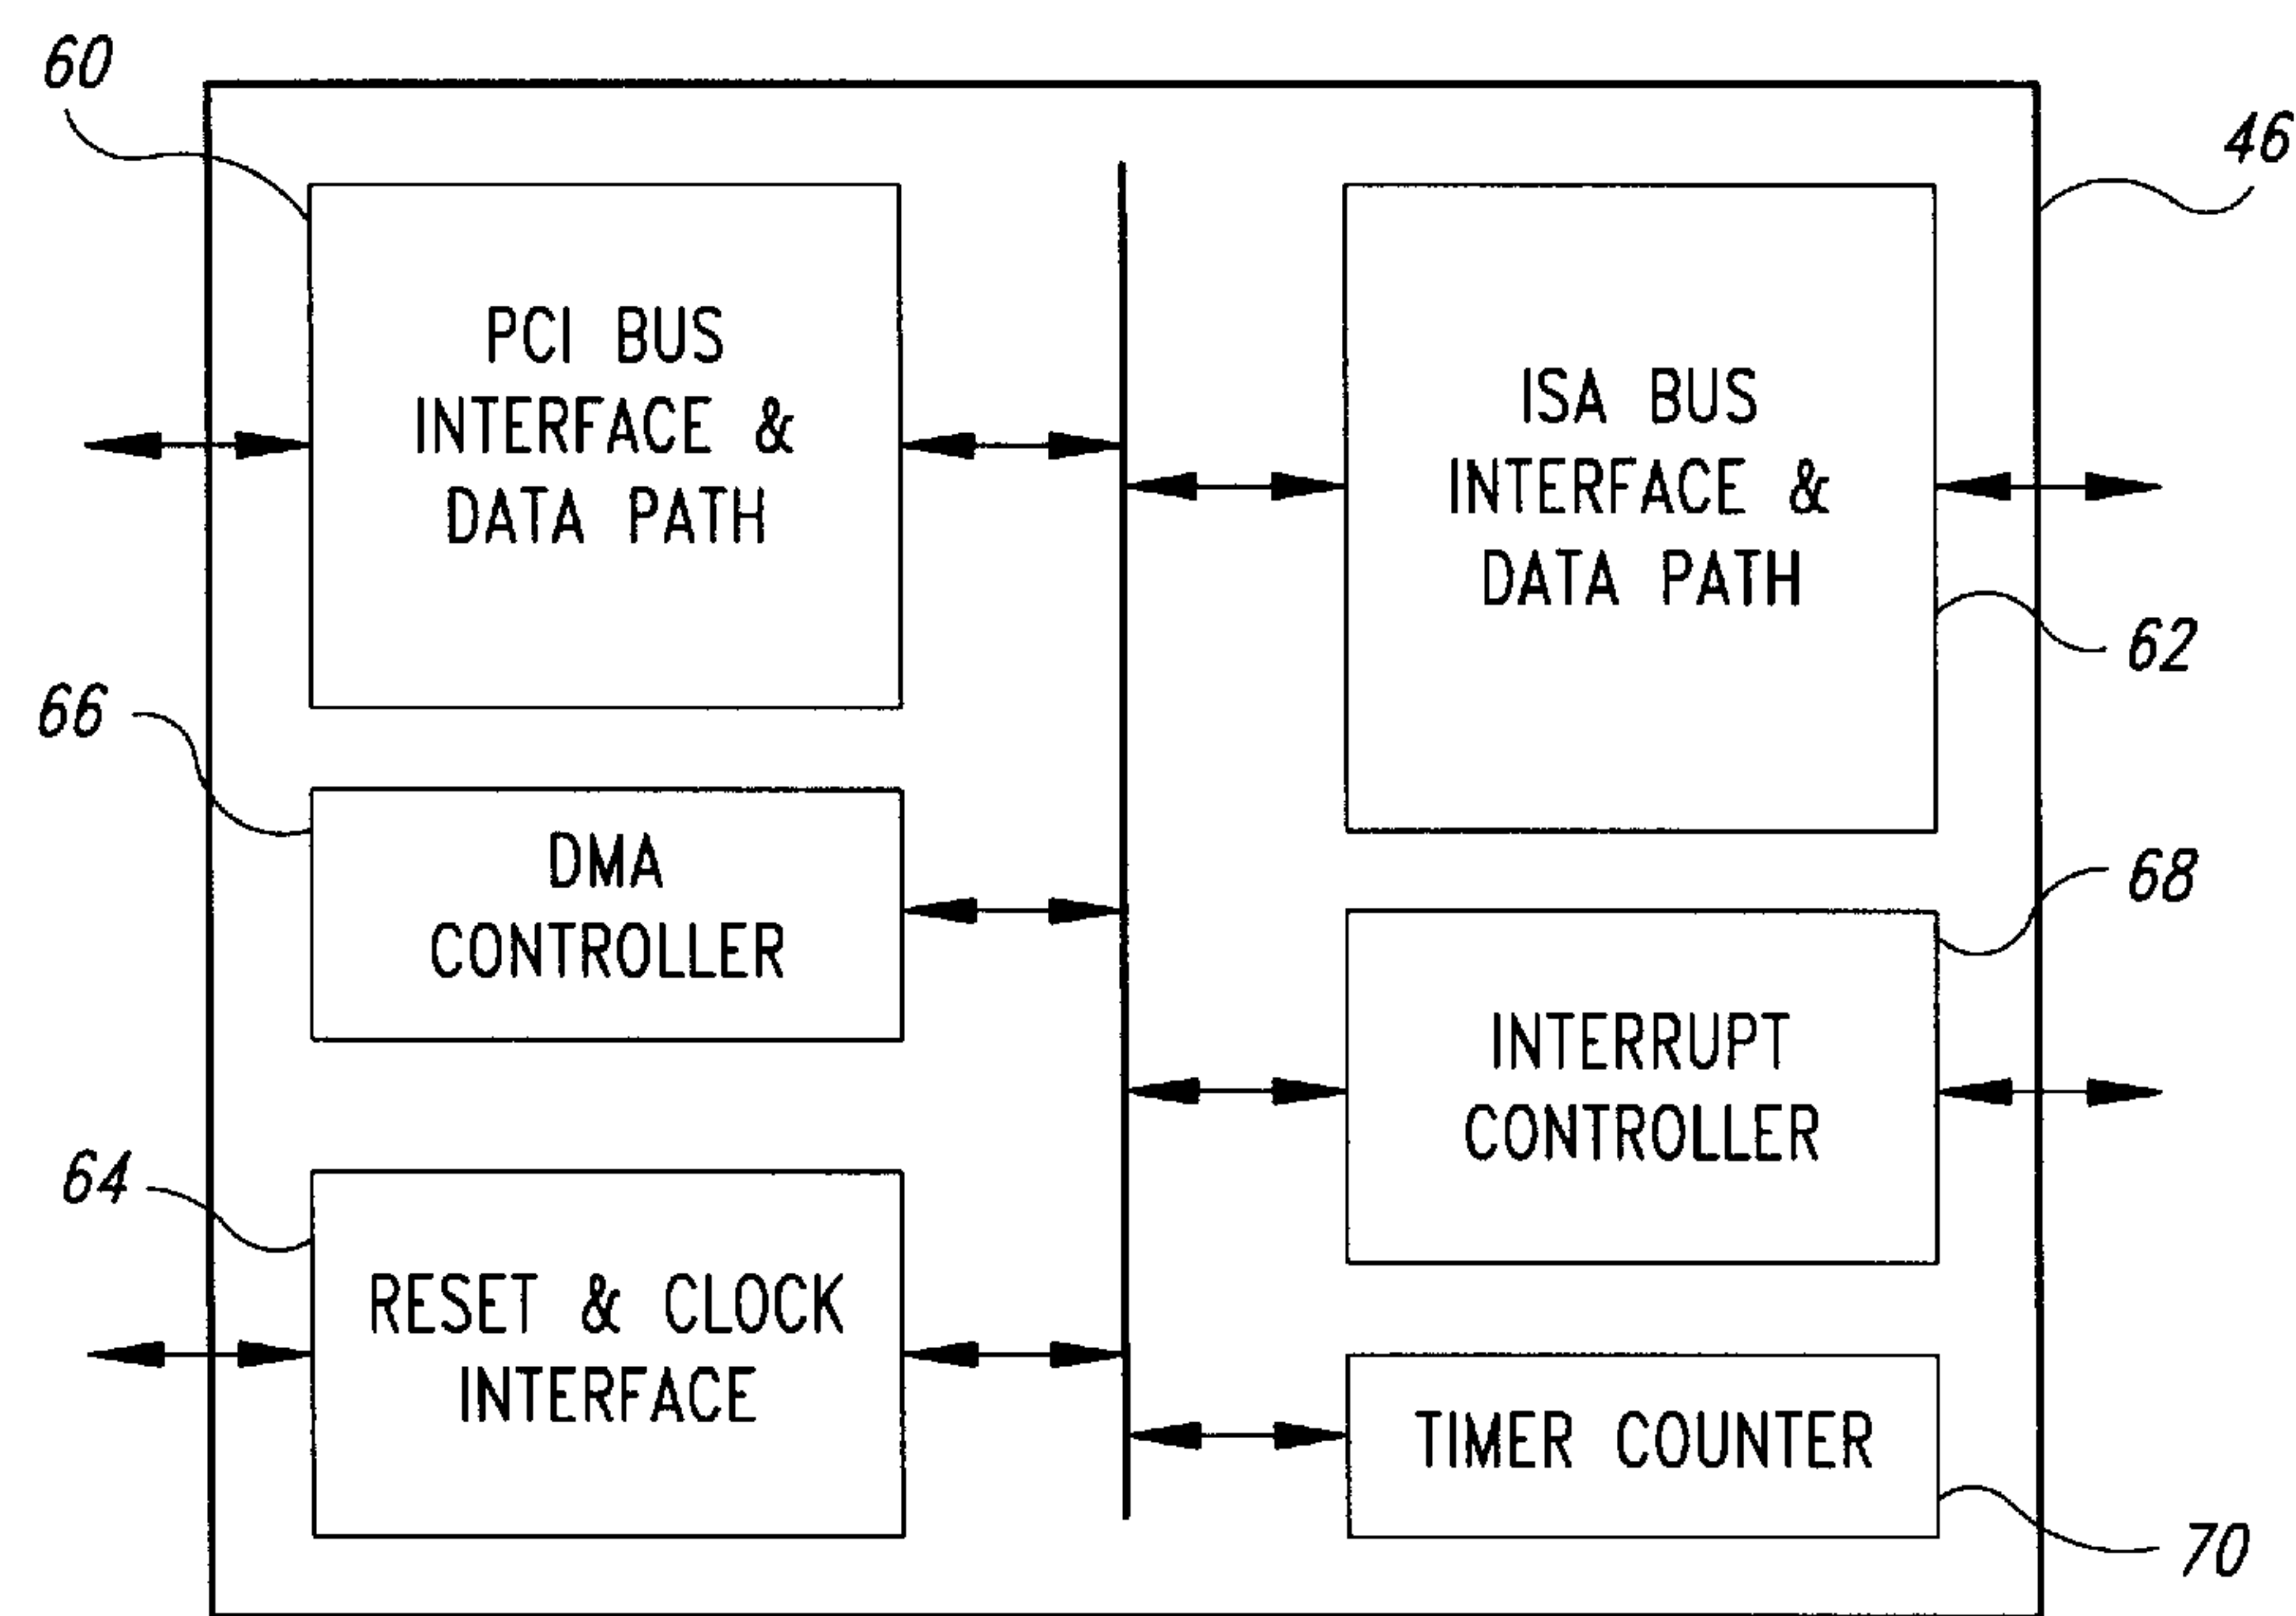 60
46
PCI BUS
INTERFACE &
DATA PATH
ISA BUS
INTERFACE &
DATA PATH
62
66
DMA
CONTROLLER
68
INTERRUPT
CONTROLLER
64
RESET & CLOCK
INTERFACE
TIMER COUNTER
70